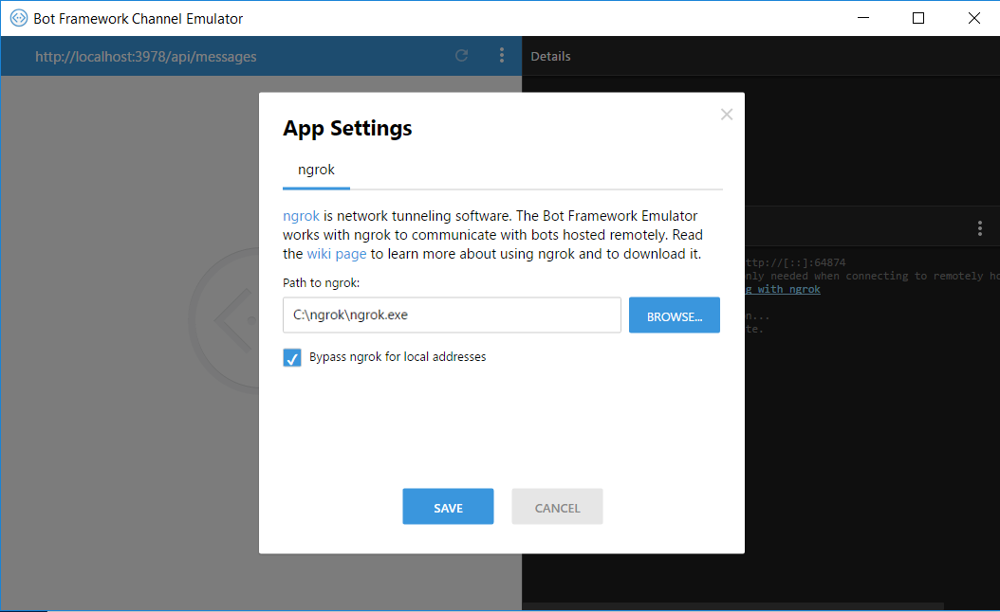 Bot Framework Channel Emulator
http://localhost:3978/api/messages
Details
App Settings
ngrok
ngrok is network tunneling software. The Bot Framework Emulator
works with ngrok to communicate with bots hosted remotely. Read
the wiki page to learn more about using ngrok and to download it.
Path to ngrok:
C:\ngrok\ngrok.exe
BROWSE...
Bypass ngrok for local addresses
SAVE
CANCEL
ttp://[::]:64874
needed when connecting to remotely
with ngrok